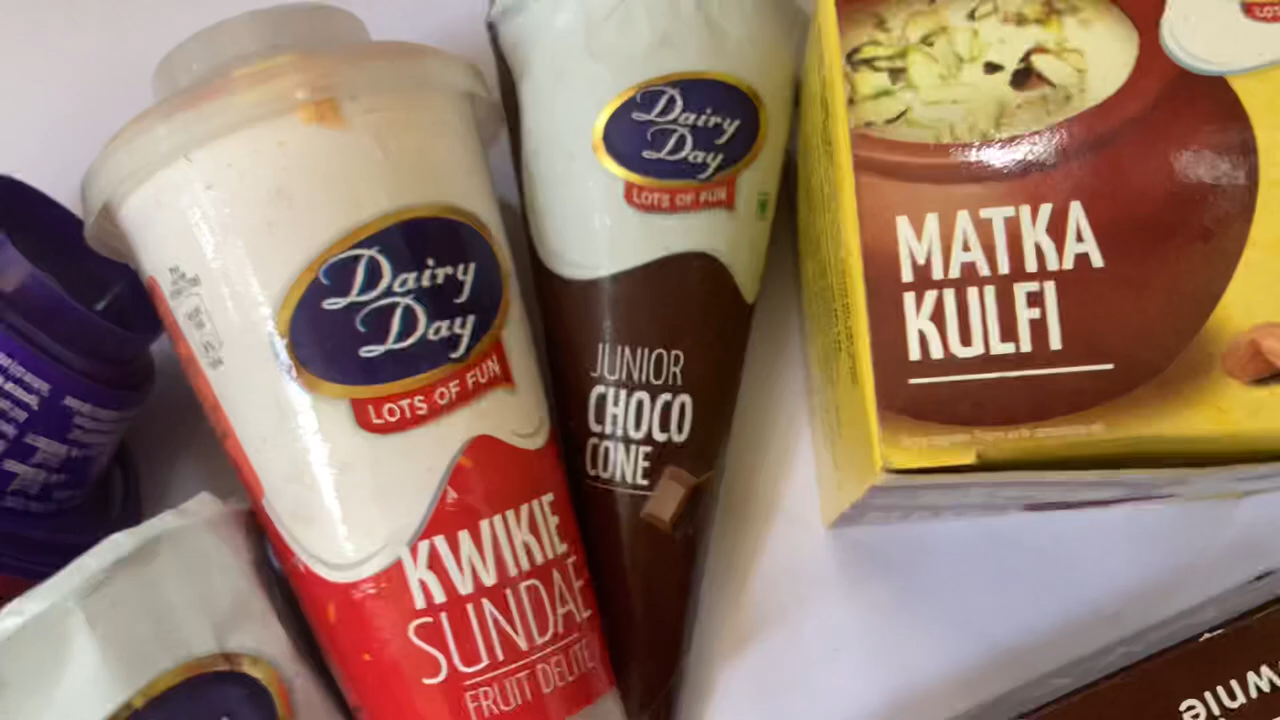 Dairy
Day
LOTS OF FUN
KWIKIE
SUNDAE
FRUIT DELITE
Dairy
Day
LOTS OF FUN
JUNIOR
CHOCO
CONE
MATKA
KULFI